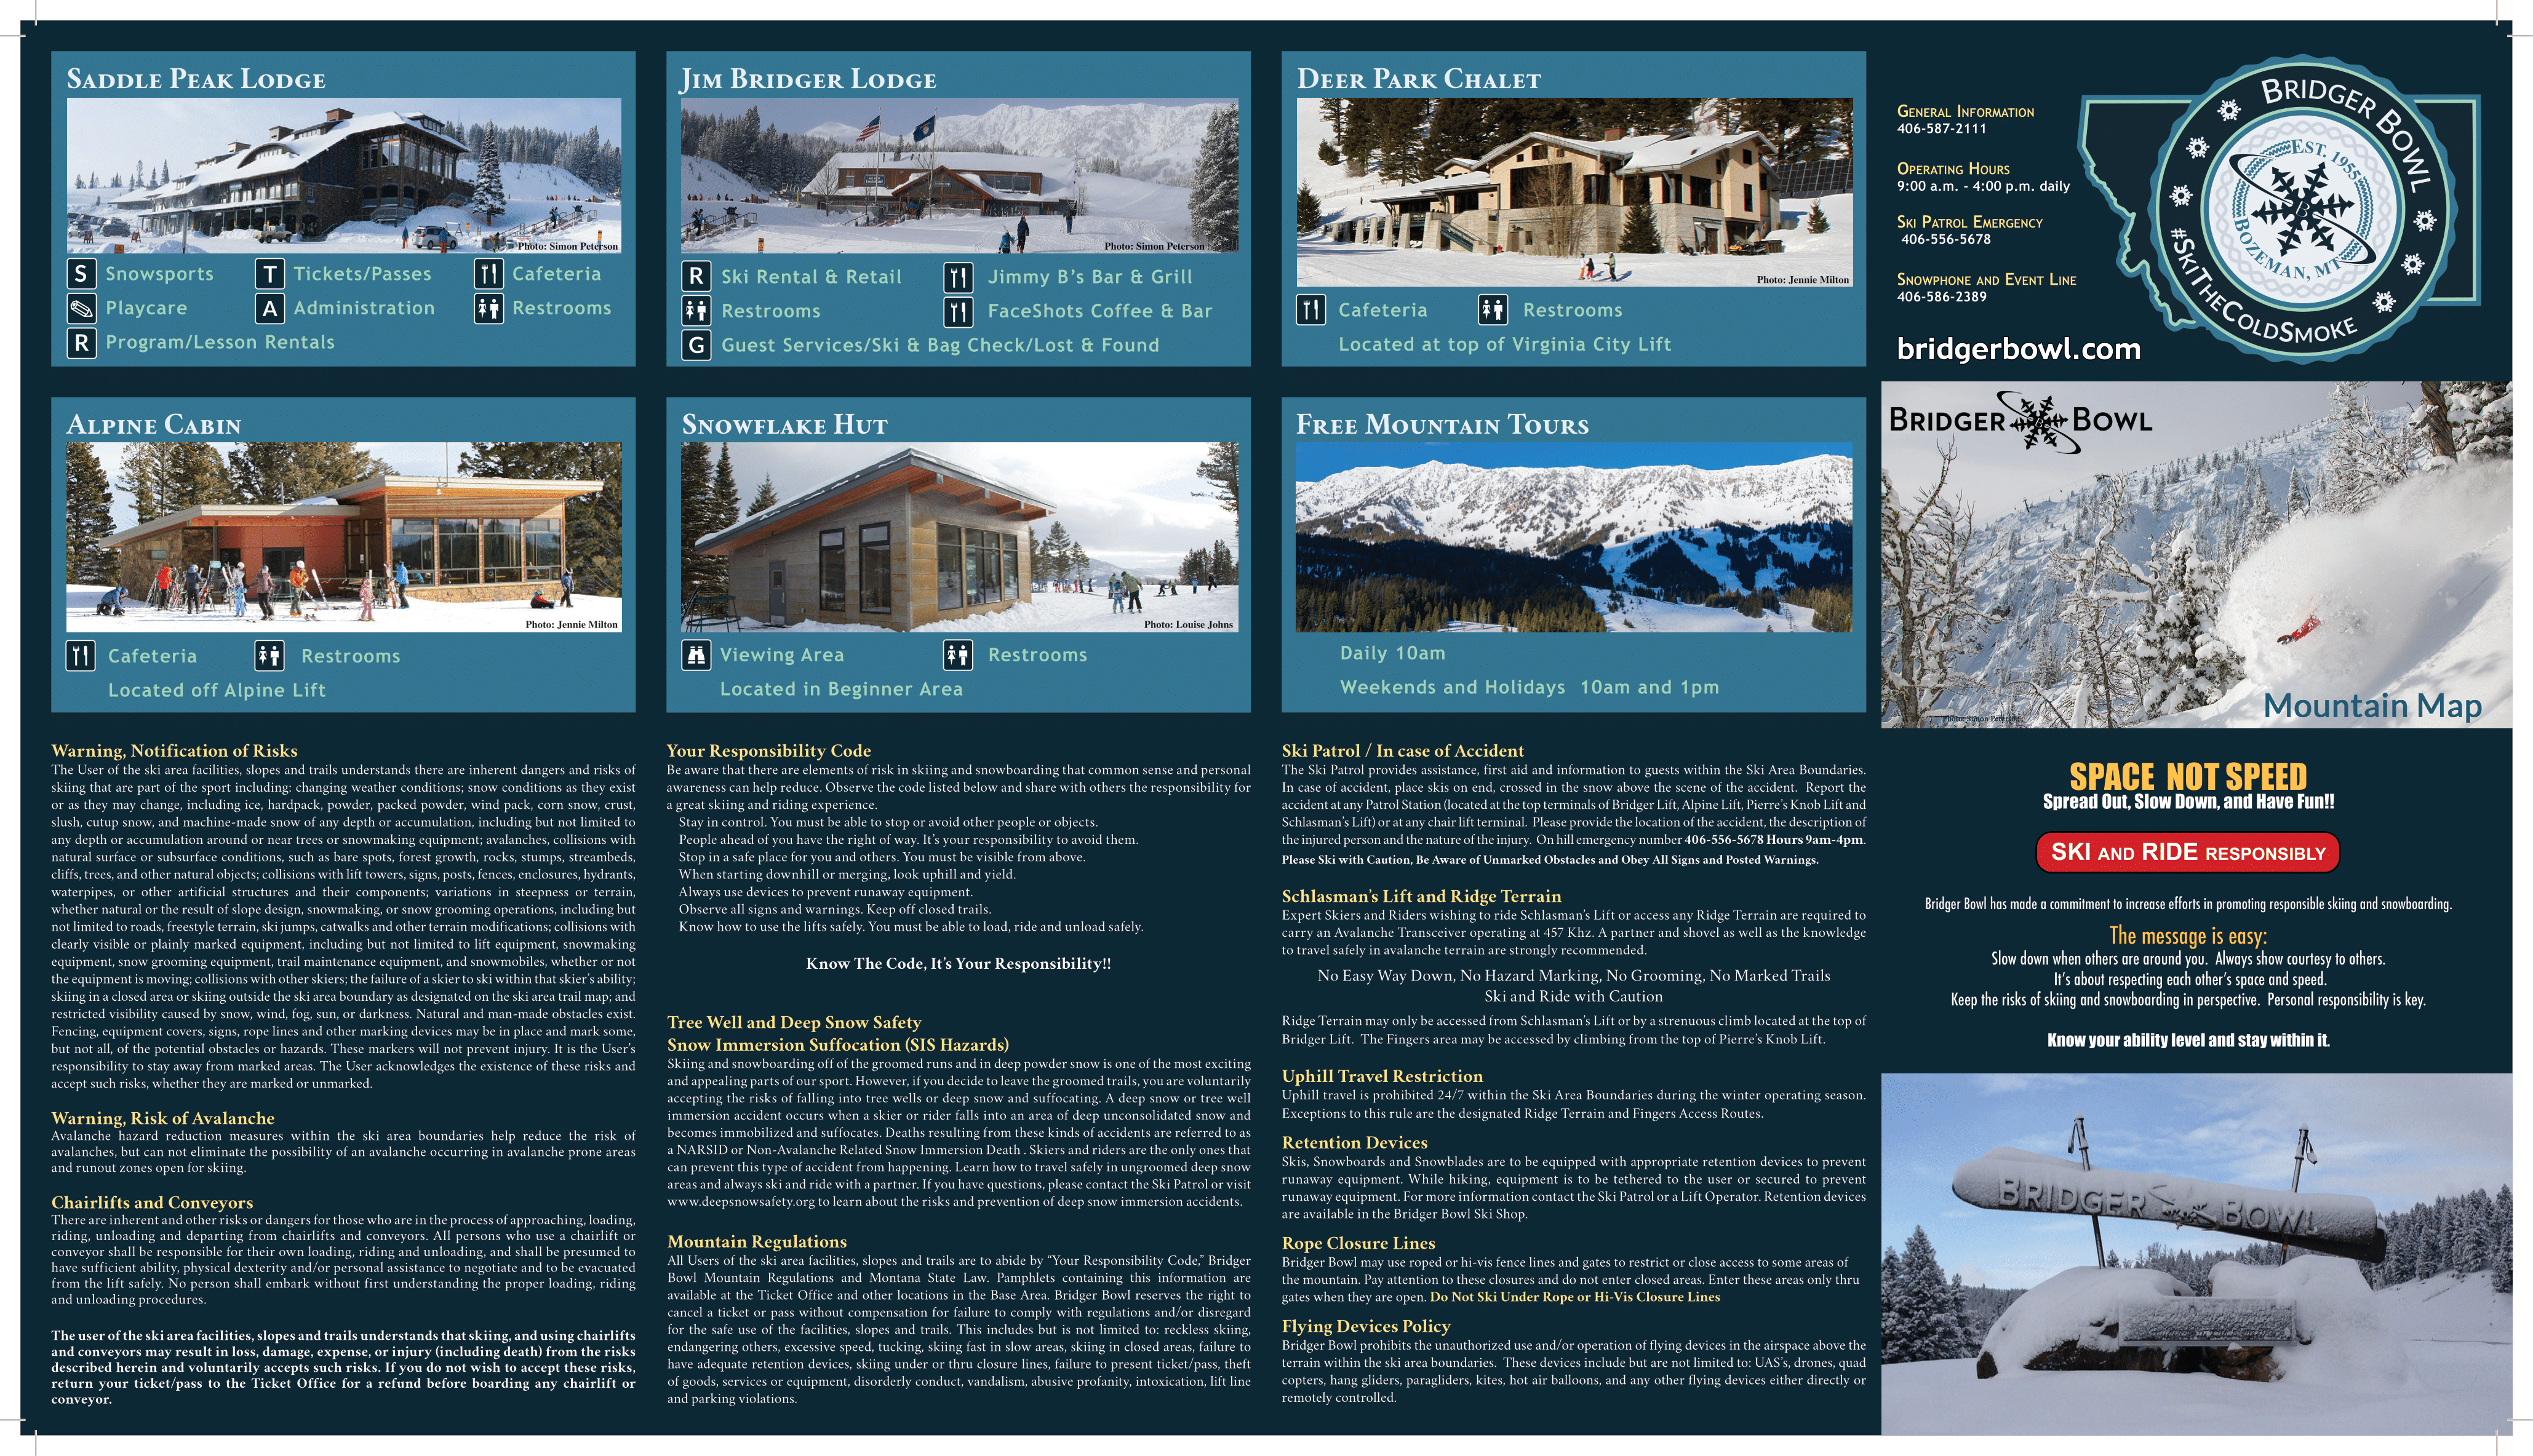 Saddle Peak Lodge
Photo: Simon Peterson
S Snowsports
T Tickets/Passes
Cafeteria
Playcare
A Administration
Restrooms
R Program/Lesson Rentals
Jim Bridger Lodge
Photo: Simon Peterson
R Ski Rental & Retail
Jimmy B's Bar & Grill
Restrooms
FaceShots Coffee & Bar
G Guest Services/Ski & Bag Check/Lost & Found
Deer Park Chalet
Photo: Jennie Milton
Cafeteria
Restrooms
Located at top of Virginia City Lift
General Information
406-587-2111
Operating Hours
9:00 a.m. - 4:00 p.m. daily
Ski Patrol Emergency
406-556-5678
Snowphone and Event Line
406-586-2389
bridgerbowl.com
Bridger Bowl
Est. 1955
B
Bozeman, MT
#SkiTheColdSmoke
Alpine Cabin
Photo: Jennie Milton
Cafeteria
Restrooms
Located off Alpine Lift
Snowflake Hut
Photo: Louise Johns
Viewing Area
Restrooms
Located in Beginner Area
Free Mountain Tours
Daily 10am
Weekends and Holidays 10am and 1pm
Bridger Bowl
Photo: Simon Peterson
Mountain Map
Warning, Notification of Risks
The User of the ski area facilities, slopes and trails understands there are inherent dangers and risks of
skiing that are part of the sport including: changing weather conditions; snow conditions as they exist
or as they may change, including ice, hardpack, powder, packed powder, wind pack, corn snow, crust,
slush, cutup snow, and machine-made snow of any depth or accumulation, including but not limited to
any depth or accumulation around or near trees or snowmaking equipment; avalanches, collisions with
natural surface or subsurface conditions, such as bare spots, forest growth, rocks, stumps, streambeds,
cliffs, trees, and other natural objects; collisions with lift towers, signs, posts, fences, enclosures, hydrants,
waterpipes, or other artificial structures and their components; variations in steepness or terrain,
whether natural or the result of slope design, snowmaking, or snow grooming operations, including but
not limited to roads, freestyle terrain, ski jumps, catwalks and other terrain modifications; collisions with
clearly visible or plainly marked equipment, including but not limited to lift equipment, snowmaking
equipment, snow grooming equipment, trail maintenance equipment, and snowmobiles, whether or not
the equipment is moving; collisions with other skiers; the failure of a skier to ski within that skier's ability;
skiing in a closed area or skiing outside the ski area boundary as designated on the ski area trail map; and
restricted visibility caused by snow, wind, fog, sun, or darkness. Natural and man-made obstacles exist.
Fencing, equipment covers, signs, rope lines and other marking devices may be in place and mark some,
but not all, of the potential obstacles or hazards. These markers will not prevent injury. It is the User's
responsibility to stay away from marked areas. The User acknowledges the existence of these risks and
accept such risks, whether they are marked or unmarked.
Warning, Risk of Avalanche
Avalanche hazard reduction measures within the ski area boundaries help reduce the risk of
avalanches, but can not eliminate the possibility of an avalanche occurring in avalanche prone areas
and runout zones open for skiing.
Chairlifts and Conveyors
There are inherent and other risks or dangers for those who are in the process of approaching, loading,
riding, unloading and departing from chairlifts and conveyors. All persons who use a chairlift or
conveyor shall be responsible for their own loading, riding and unloading, and shall be presumed to
have sufficient ability, physical dexterity and/or personal assistance to negotiate and to be evacuated
from the lift safely. No person shall embark without first understanding the proper loading, riding
and unloading procedures.
The user of the ski area facilities, slopes and trails understands that skiing, and using chairlifts
and conveyors may result in loss, damage, expense, or injury (including death) from the risks
described herein and voluntarily accepts such risks. If you do not wish to accept these risks,
return your ticket/pass to the Ticket Office for a refund before boarding any chairlift or
conveyor.
Your Responsibility Code
Be aware that there are elements of risk in skiing and snowboarding that common sense and personal
awareness can help reduce. Observe the code listed below and share with others the responsibility for
a great skiing and riding experience.
Stay in control. You must be able to stop or avoid other people or objects.
People ahead of you have the right of way. It's your responsibility to avoid them.
Stop in a safe place for you and others. You must be visible from above.
When starting downhill or merging, look uphill and yield.
Always use devices to prevent runaway equipment.
Observe all signs and warnings. Keep off closed trails.
Know how to use the lifts safely. You must be able to load, ride and unload safely.
Know The Code, It's Your Responsibility!!
Tree Well and Deep Snow Safety
Snow Immersion Suffocation (SIS Hazards)
Skiing and snowboarding off of the groomed runs and in deep powder snow is one of the most exciting
and appealing parts of our sport. However, if you decide to leave the groomed trails, you are voluntarily
accepting the risks of falling into tree wells or deep snow and suffocating. A deep snow or tree well
immersion accident occurs when a skier or rider falls into an area of deep unconsolidated snow and
becomes immobilized and suffocates. Deaths resulting from these kinds of accidents are referred to as
a NARSID or Non-Avalanche Related Snow Immersion Death . Skiers and riders are the only ones that
can prevent this type of accident from happening. Learn how to travel safely in ungroomed deep snow
areas and always ski and ride with a partner. If you have questions, please contact the Ski Patrol or visit
www.deepsnowsafety.org to learn about the risks and prevention of deep snow immersion accidents.
Mountain Regulations
All Users of the ski area facilities, slopes and trails are to abide by "Your Responsibility Code," Bridger
Bowl Mountain Regulations and Montana State Law. Pamphlets containing this information are
available at the Ticket Office and other locations in the Base Area. Bridger Bowl reserves the right to
cancel a ticket or pass without compensation for failure to comply with regulations and/or disregard
for the safe use of the facilities, slopes and trails. This includes but is not limited to: reckless skiing,
endangering others, excessive speed, tucking, skiing fast in slow areas, skiing in closed areas, failure to
have adequate retention devices, skiing under or thru closure lines, failure to present ticket/pass, theft
of goods, services or equipment, disorderly conduct, vandalism, abusive profanity, intoxication, lift line
and parking violations.
Ski Patrol / In case of Accident
The Ski Patrol provides assistance, first aid and information to guests within the Ski Area Boundaries.
In case of accident, place skis on end, crossed in the snow above the scene of the accident. Report the
accident at any Patrol Station (located at the top terminals of Bridger Lift, Alpine Lift, Pierre's Knob Lift and
Schlasman's Lift) or at any chair lift terminal. Please provide the location of the accident, the description of
the injured person and the nature of the injury. On hill emergency number 406-556-5678 Hours 9am-4pm.
Please Ski with Caution, Be Aware of Unmarked Obstacles and Obey All Signs and Posted Warnings.
Schlasman's Lift and Ridge Terrain
Expert Skiers and Riders wishing to ride Schlasman's Lift or access any Ridge Terrain are required to
carry an Avalanche Transceiver operating at 457 Khz. A partner and shovel as well as the knowledge
to travel safely in avalanche terrain are strongly recommended.
No Easy Way Down, No Hazard Marking, No Grooming, No Marked Trails
Ski and Ride with Caution
Ridge Terrain may only be accessed from Schlasman's Lift or by a strenuous climb located at the top of
Bridger Lift. The Fingers area may be accessed by climbing from the top of Pierre's Knob Lift.
Uphill Travel Restriction
Uphill travel is prohibited 24/7 within the Ski Area Boundaries during the winter operating season.
Exceptions to this rule are the designated Ridge Terrain and Fingers Access Routes.
Retention Devices
Skis, Snowboards and Snowblades are to be equipped with appropriate retention devices to prevent
runaway equipment. While hiking, equipment is to be tethered to the user or secured to prevent
runaway equipment. For more information contact the Ski Patrol or a Lift Operator. Retention devices
are available in the Bridger Bowl Ski Shop.
Rope Closure Lines
Bridger Bowl may use roped or hi-vis fence lines and gates to restrict or close access to some areas of
the mountain. Pay attention to these closures and do not enter closed areas. Enter these areas only thru
gates when they are open. Do Not Ski Under Rope or Hi-Vis Closure Lines
Flying Devices Policy
Bridger Bowl prohibits the unauthorized use and/or operation of flying devices in the airspace above the
terrain within the ski area boundaries. These devices include but are not limited to: UAS's, drones, quad
copters, hang gliders, paragliders, kites, hot air balloons, and any other flying devices either directly or
remotely controlled.
SPACE NOT SPEED
Spread Out, Slow Down, and Have Fun!!
SKI AND RIDE RESPONSIBLY
Bridger Bowl has made a commitment to increase efforts in promoting responsible skiing and snowboarding.
The message is easy:
Slow down when others are around you. Always show courtesy to others.
It's about respecting each other's space and speed.
Keep the risks of skiing and snowboarding in perspective. Personal responsibility is key.
Know your ability level and stay within it.
BRIDGER BOWL